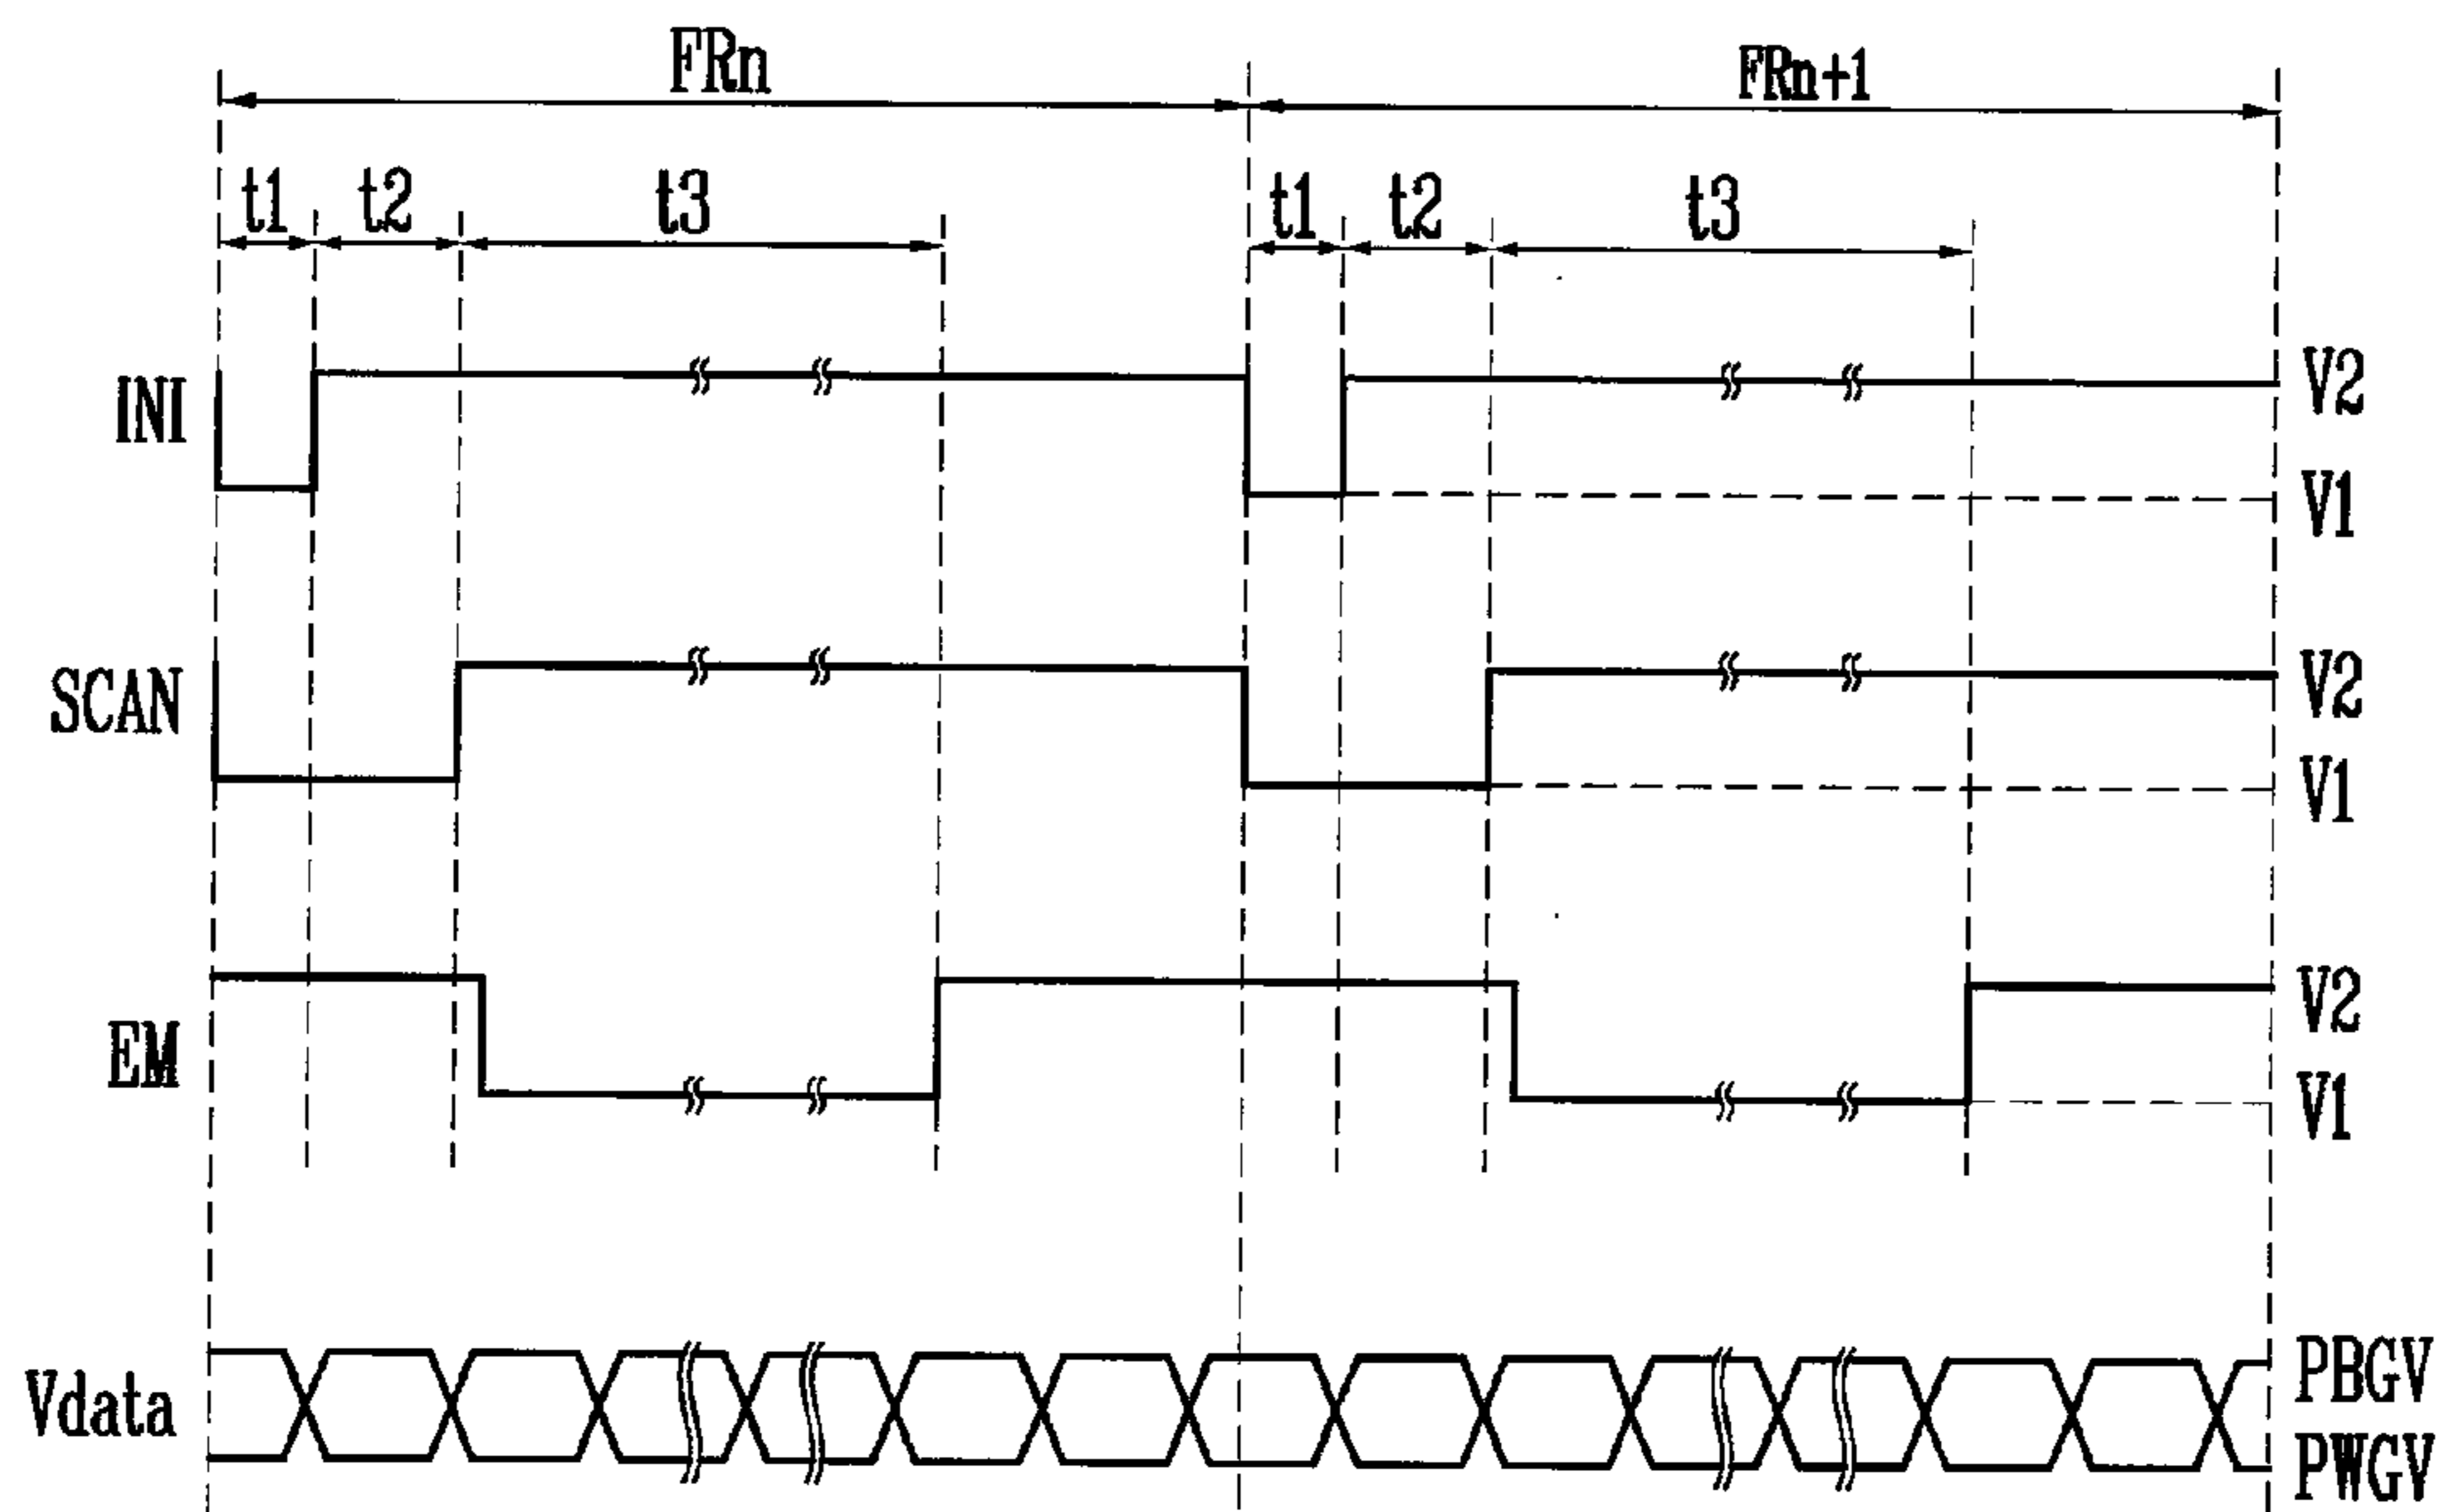 FRn FRn+1
t1 t2 t3 t1 t2 t3
INI V2
V1
SCAN V2
V1
EM V2
V1
Vdata PBGV
PWGV